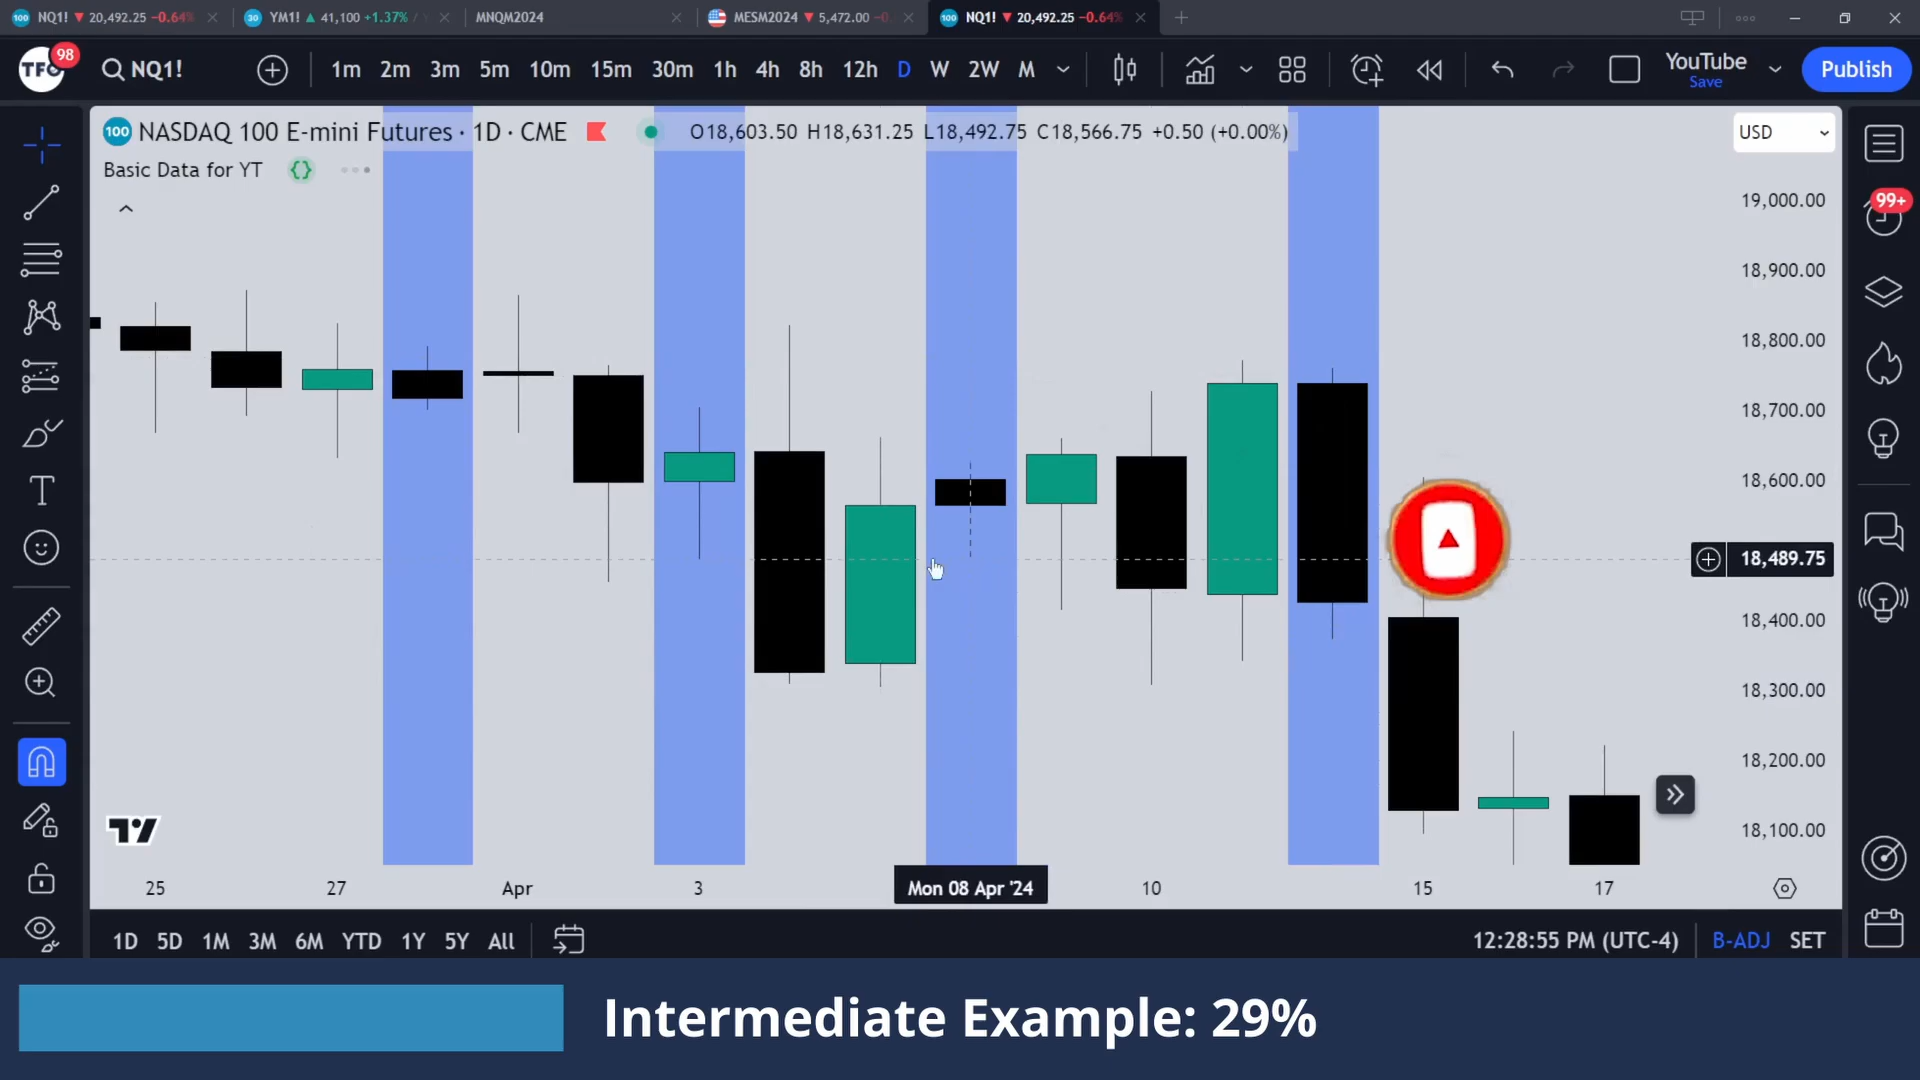 100 NQ1! ▼ 20,492.25 −0.64%
30 YM1! ▲ 41,100 +1.37% /
MNQM2024
MESM2024 ▼ 5,472.00 −0
100 NQ1! ▼ 20,492.25 −0.64%
TFO 98
NQ1!
1m 2m 3m 5m 10m 15m 30m 1h 4h 8h 12h D W 2W M
YouTube
Save
Publish
100 NASDAQ 100 E-mini Futures · 1D · CME
O18,603.50 H18,631.25 L18,492.75 C18,566.75 +0.50 (+0.00%)
USD
Basic Data for YT {}
99+
19,000.00
18,900.00
18,800.00
18,700.00
18,600.00
18,489.75
18,400.00
18,300.00
18,200.00
18,100.00
25 27 Apr 3 Mon 08 Apr '24 10 15 17
1D 5D 1M 3M 6M YTD 1Y 5Y All
12:28:55 PM (UTC-4) B-ADJ SET
Intermediate Example: 29%